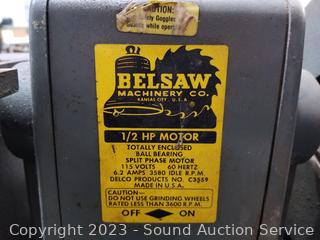 CAUTION:
Safety Goggles
while operat
BELSAW
MACHINERY CO.
KANSAS CITY, U.S.A.
1/2 HP MOTOR
TOTALLY ENCLOSED
BALL BEARING
SPLIT PHASE MOTOR
115 VOLTS 60 HERTZ
6.2 AMPS 3580 IDLE R.P.M.
DELCO PRODUCTS NO. C3559
MADE IN U.S.A.
CAUTION—
DO NOT USE GRINDING WHEELS
RATED LESS THAN 3600 R.P.M.
OFF ON
Copyright 2023 - Sound Auction Service